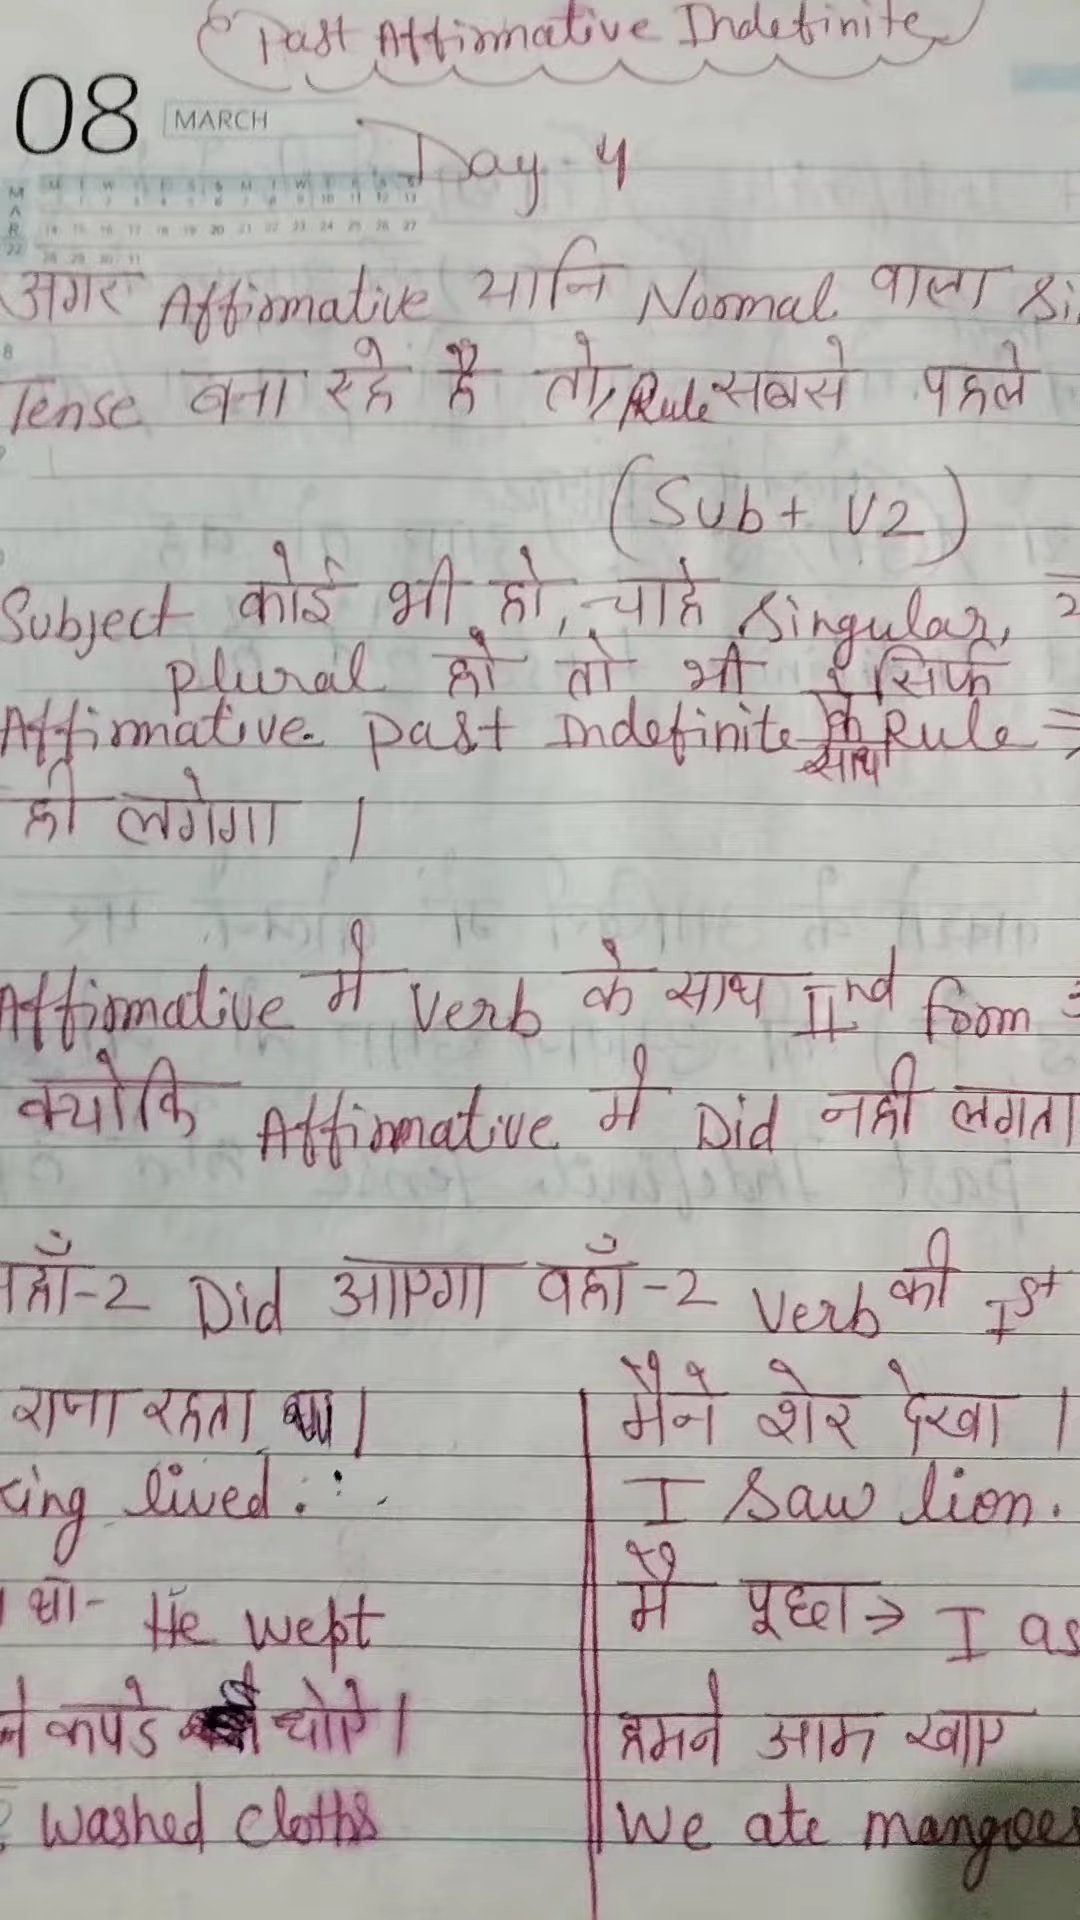 Past Affirmative Indefinite
08 MARCH
Day - 4
अगर Affirmative यानि Normal वाला Si
Tense बना रहे हैं तो, Rule सबसे पहले
(Sub + V2)
Subject कोई भी हो, चाहे singular,
plural हो तो भी सिर्फ
Affirmative Past Indefinite के साथ Rule ⇒
ही लगेगा ।
Affirmative में Verb के साथ IInd form
क्योकि Affirmative में Did नही लगता
हाँ-2 Did आएगा वहाँ-2 Verb की Ist
राजा रहता था । मैंने शेर देखा ।
king lived. I saw lion.
थी- He wept मैं पूछा → I as
ने कपडे धोऐ । हमने आम खाए
washed cloths We ate mangoes